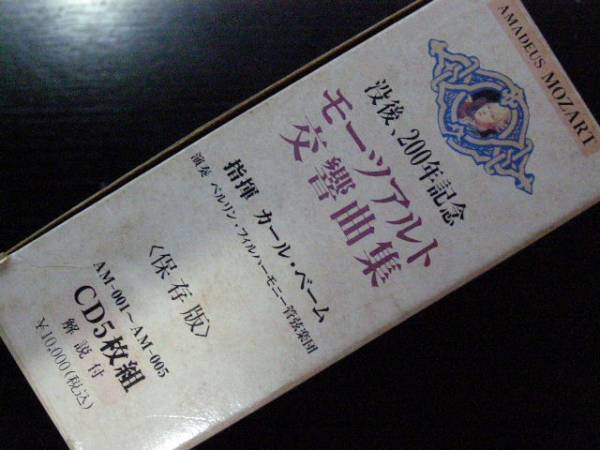 AMADEUS MOZART
没後、200年記念
モーツアルト
交響曲集
指揮 カール・ベーム
演奏 ベルリン・フィルハーモニー管弦楽団
〈保存版〉
AM-001～AM-005
CD5枚組
解説付
¥10,000(税込)